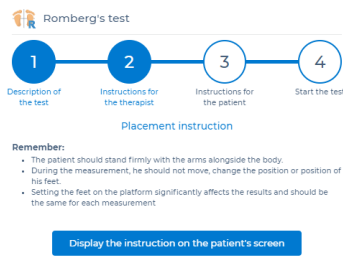 Romberg's test
1 2 3 4
Description of the test
Instructions for the therapist
Instructions for the patient
Start the test
Placement instruction
Remember:
• The patient should stand firmly with the arms alongside the body.
• During the measurement, he should not move, change the position or position of
his feet.
• Setting the feet on the platform significantly affects the results and should be
the same for each measurement
Display the instruction on the patient's screen